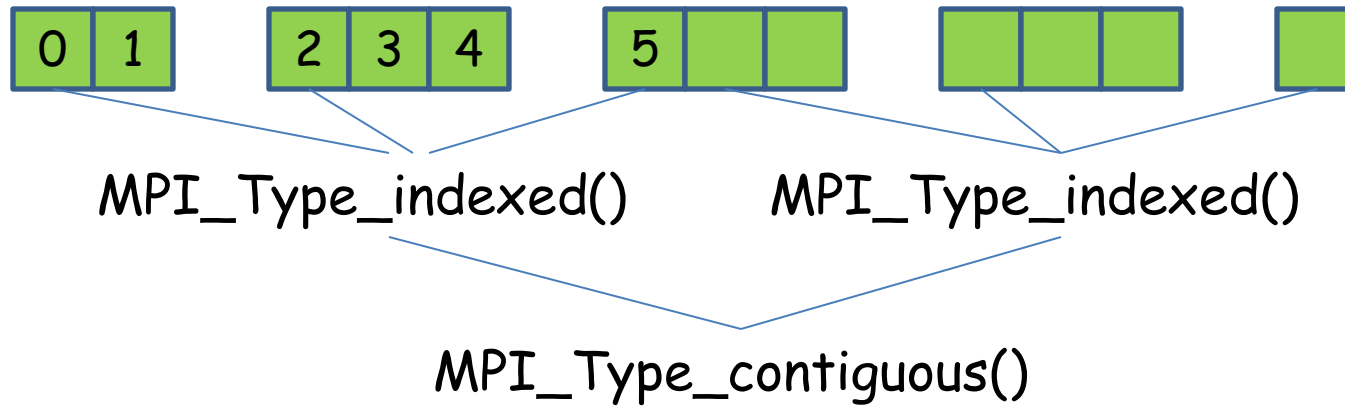 0 1 2 3 4 5
MPI_Type_indexed() MPI_Type_indexed()
MPI_Type_contiguous()